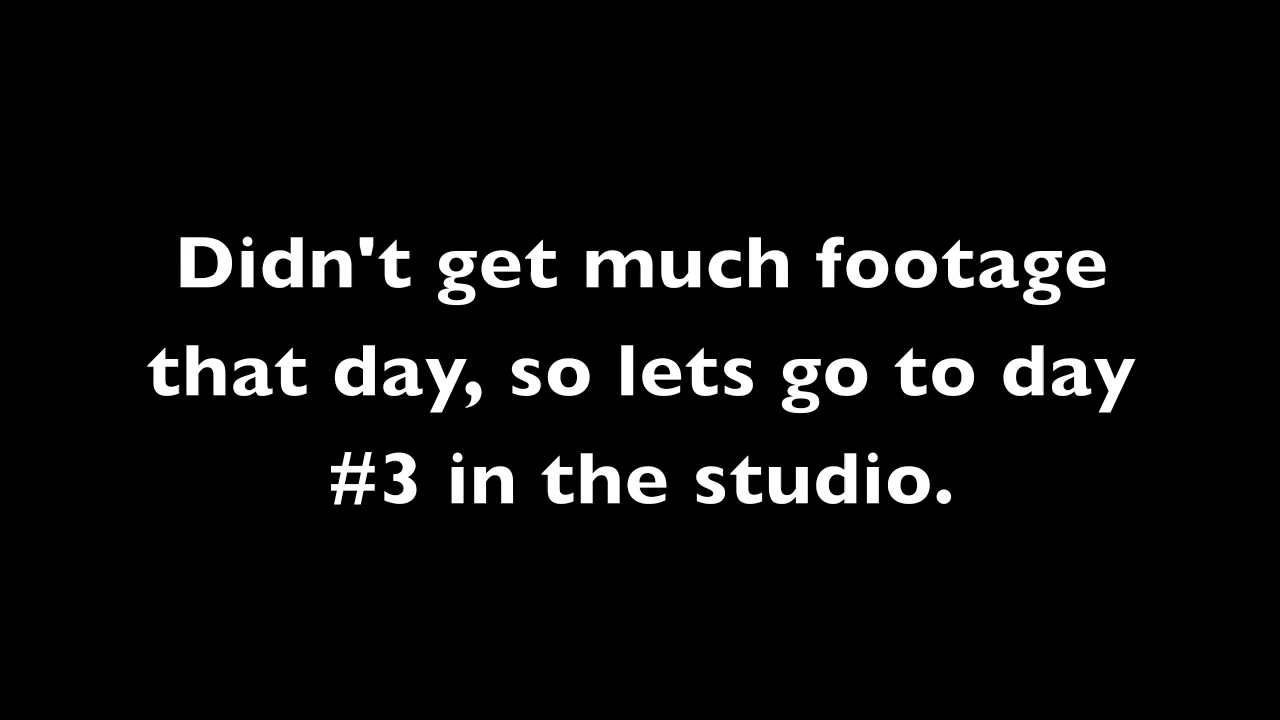 Didn't get much footage
that day, so lets go to day
#3 in the studio.